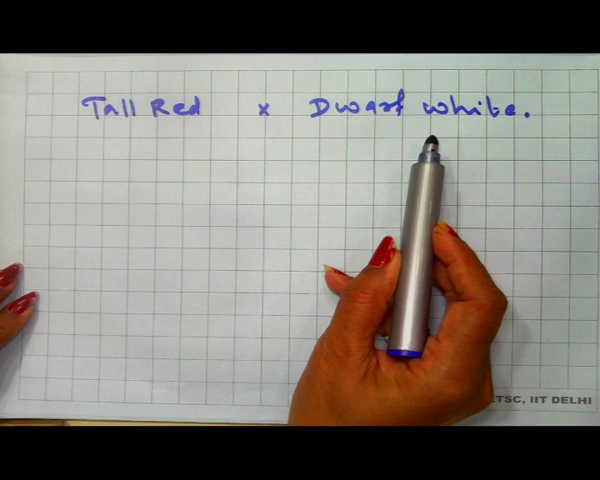 Tall Red x Dwarf white.
ETSC, IIT DELHI